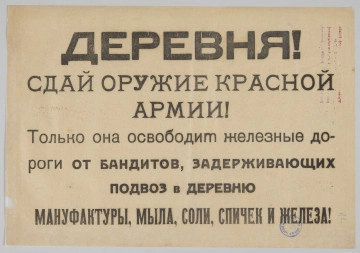 ДЕРЕВНЯ!
СДАЙ ОРУЖИЕ КРАСНОЙ
АРМИИ!
Только она освободит железные до-
роги от бандитов, задерживающих
подвоз в деревню
МАНУФАКТУРЫ, МЫЛА, СОЛИ, СПИЧЕК И ЖЕЛЕЗА!